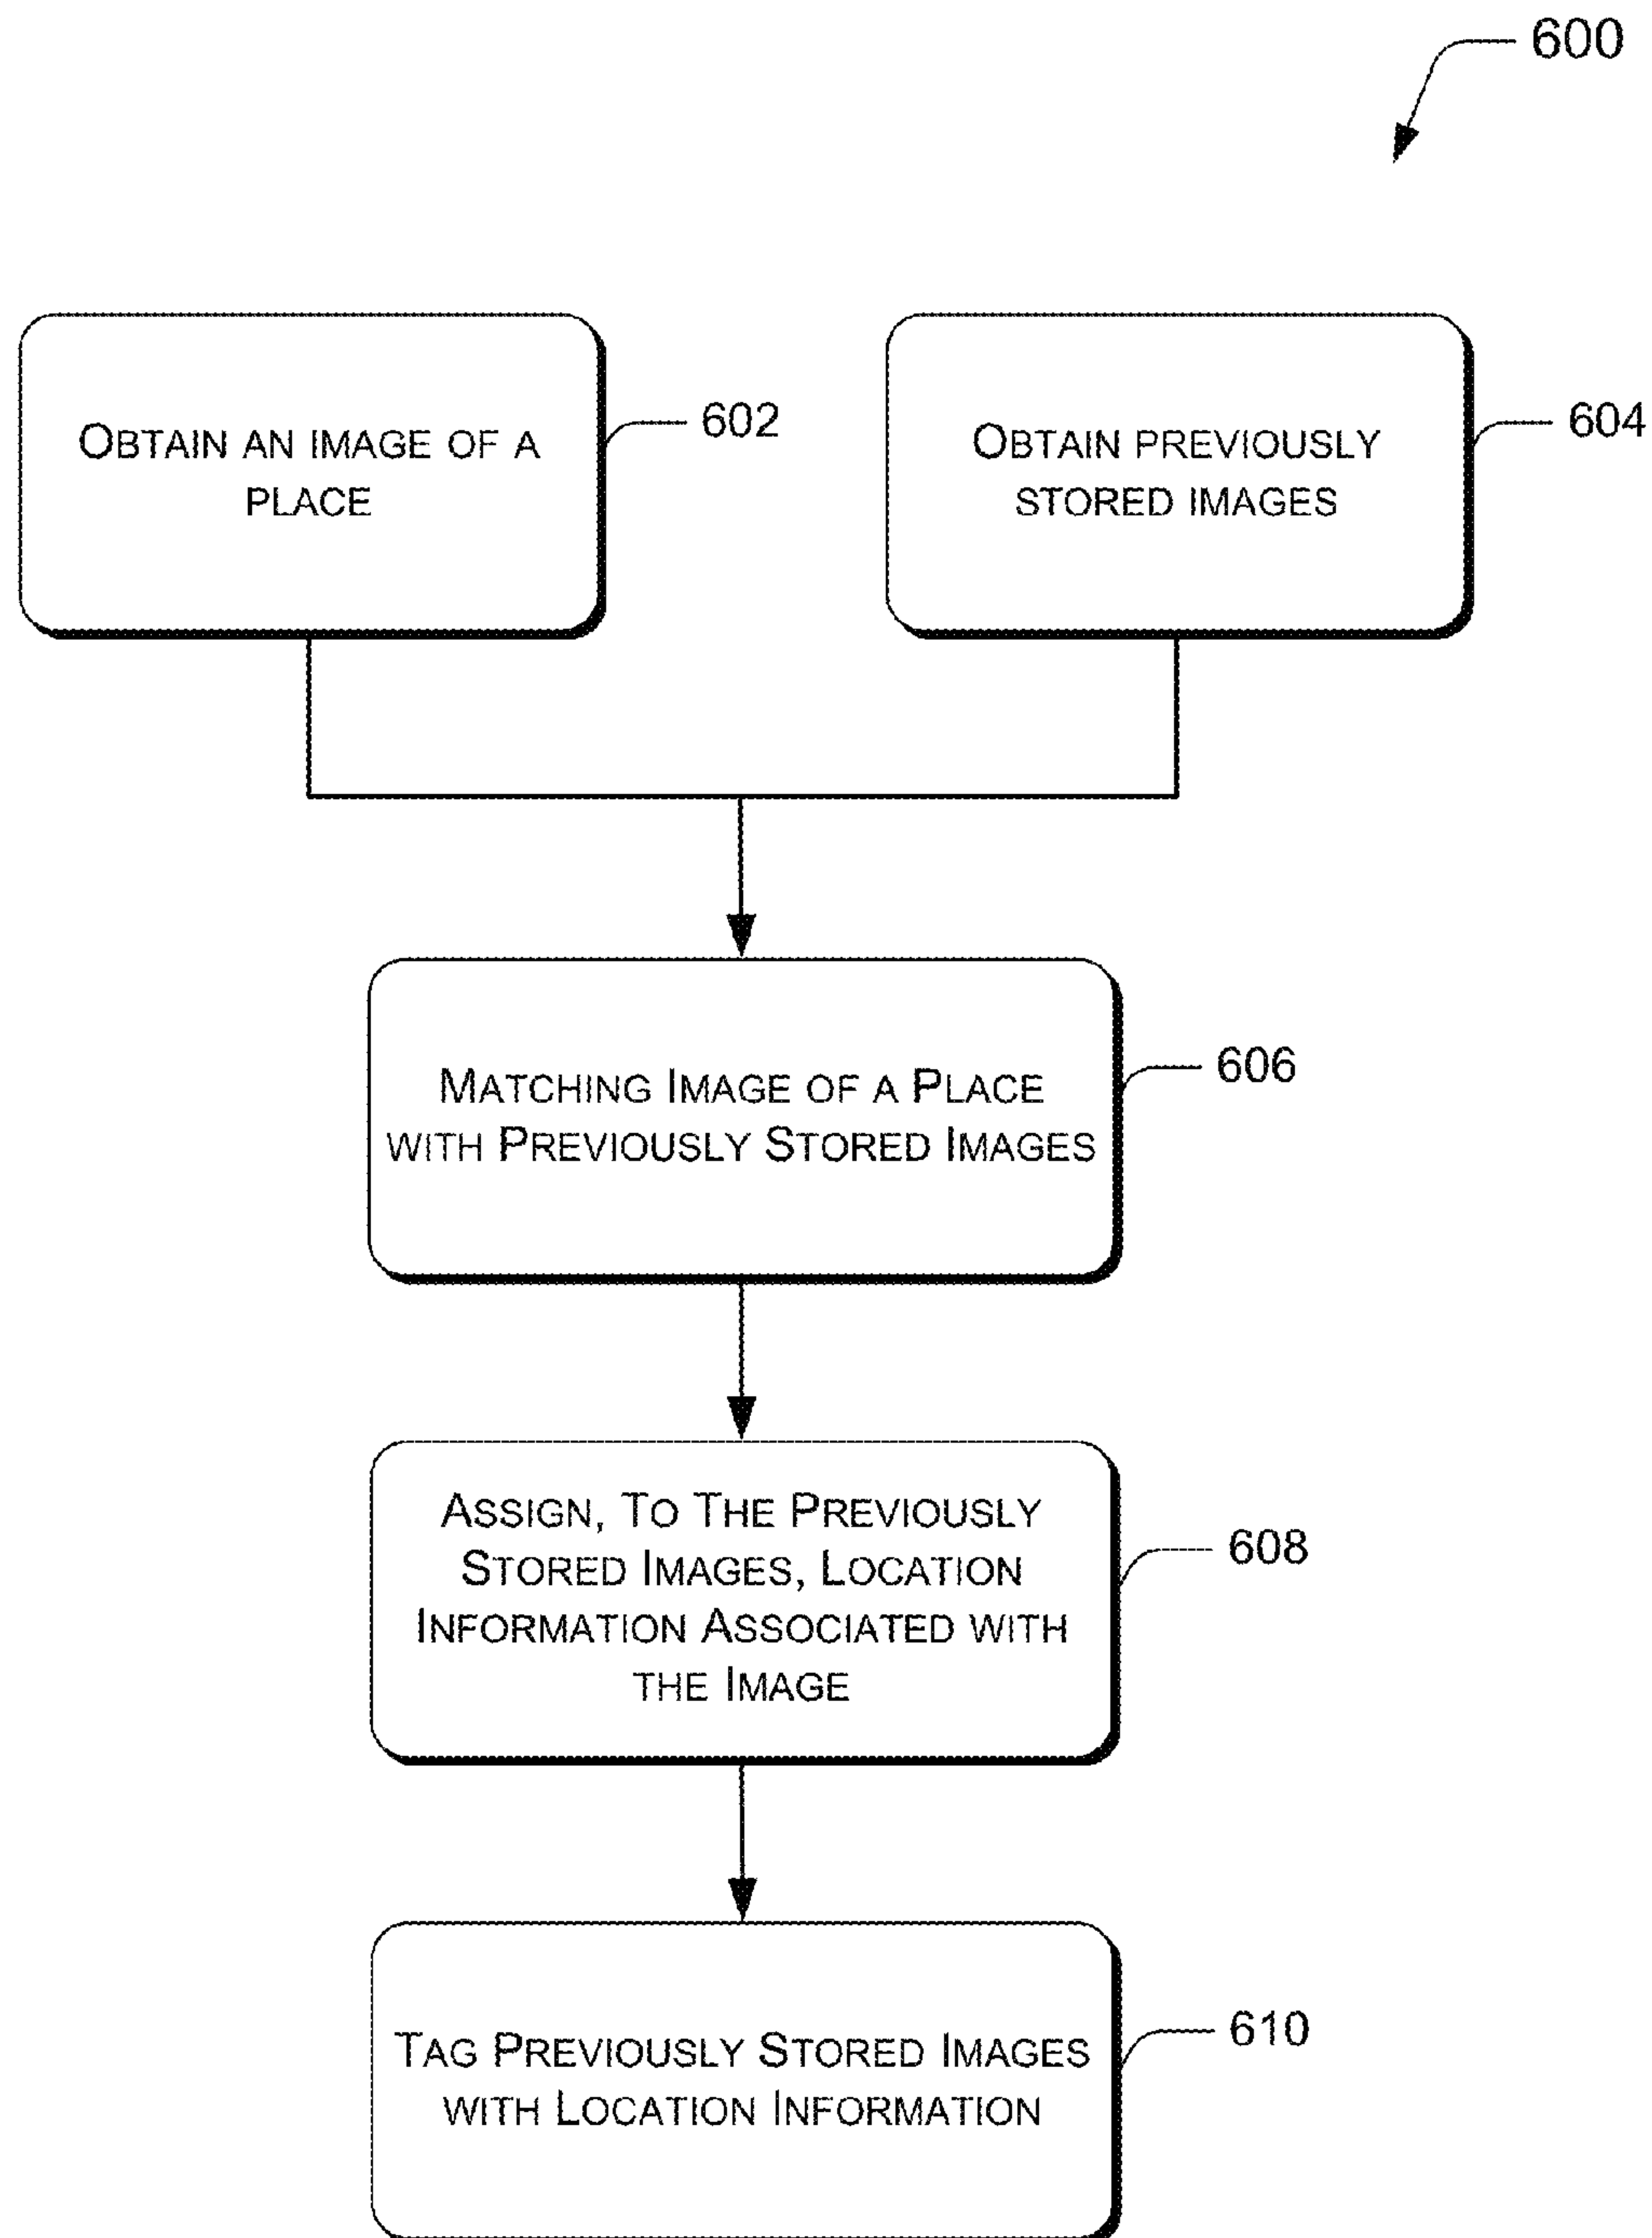 600
OBTAIN AN IMAGE OF A
PLACE
602
OBTAIN PREVIOUSLY
STORED IMAGES
604
MATCHING IMAGE OF A PLACE
WITH PREVIOUSLY STORED IMAGES
606
ASSIGN, TO THE PREVIOUSLY
STORED IMAGES, LOCATION
INFORMATION ASSOCIATED WITH
THE IMAGE
608
TAG PREVIOUSLY STORED IMAGES
WITH LOCATION INFORMATION
610